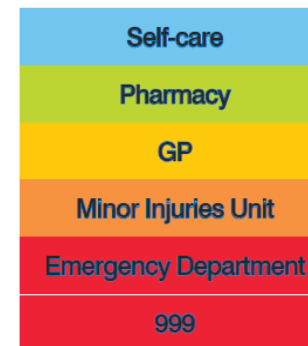 Self-care
Pharmacy
GP
Minor Injuries Unit
Emergency Department
999